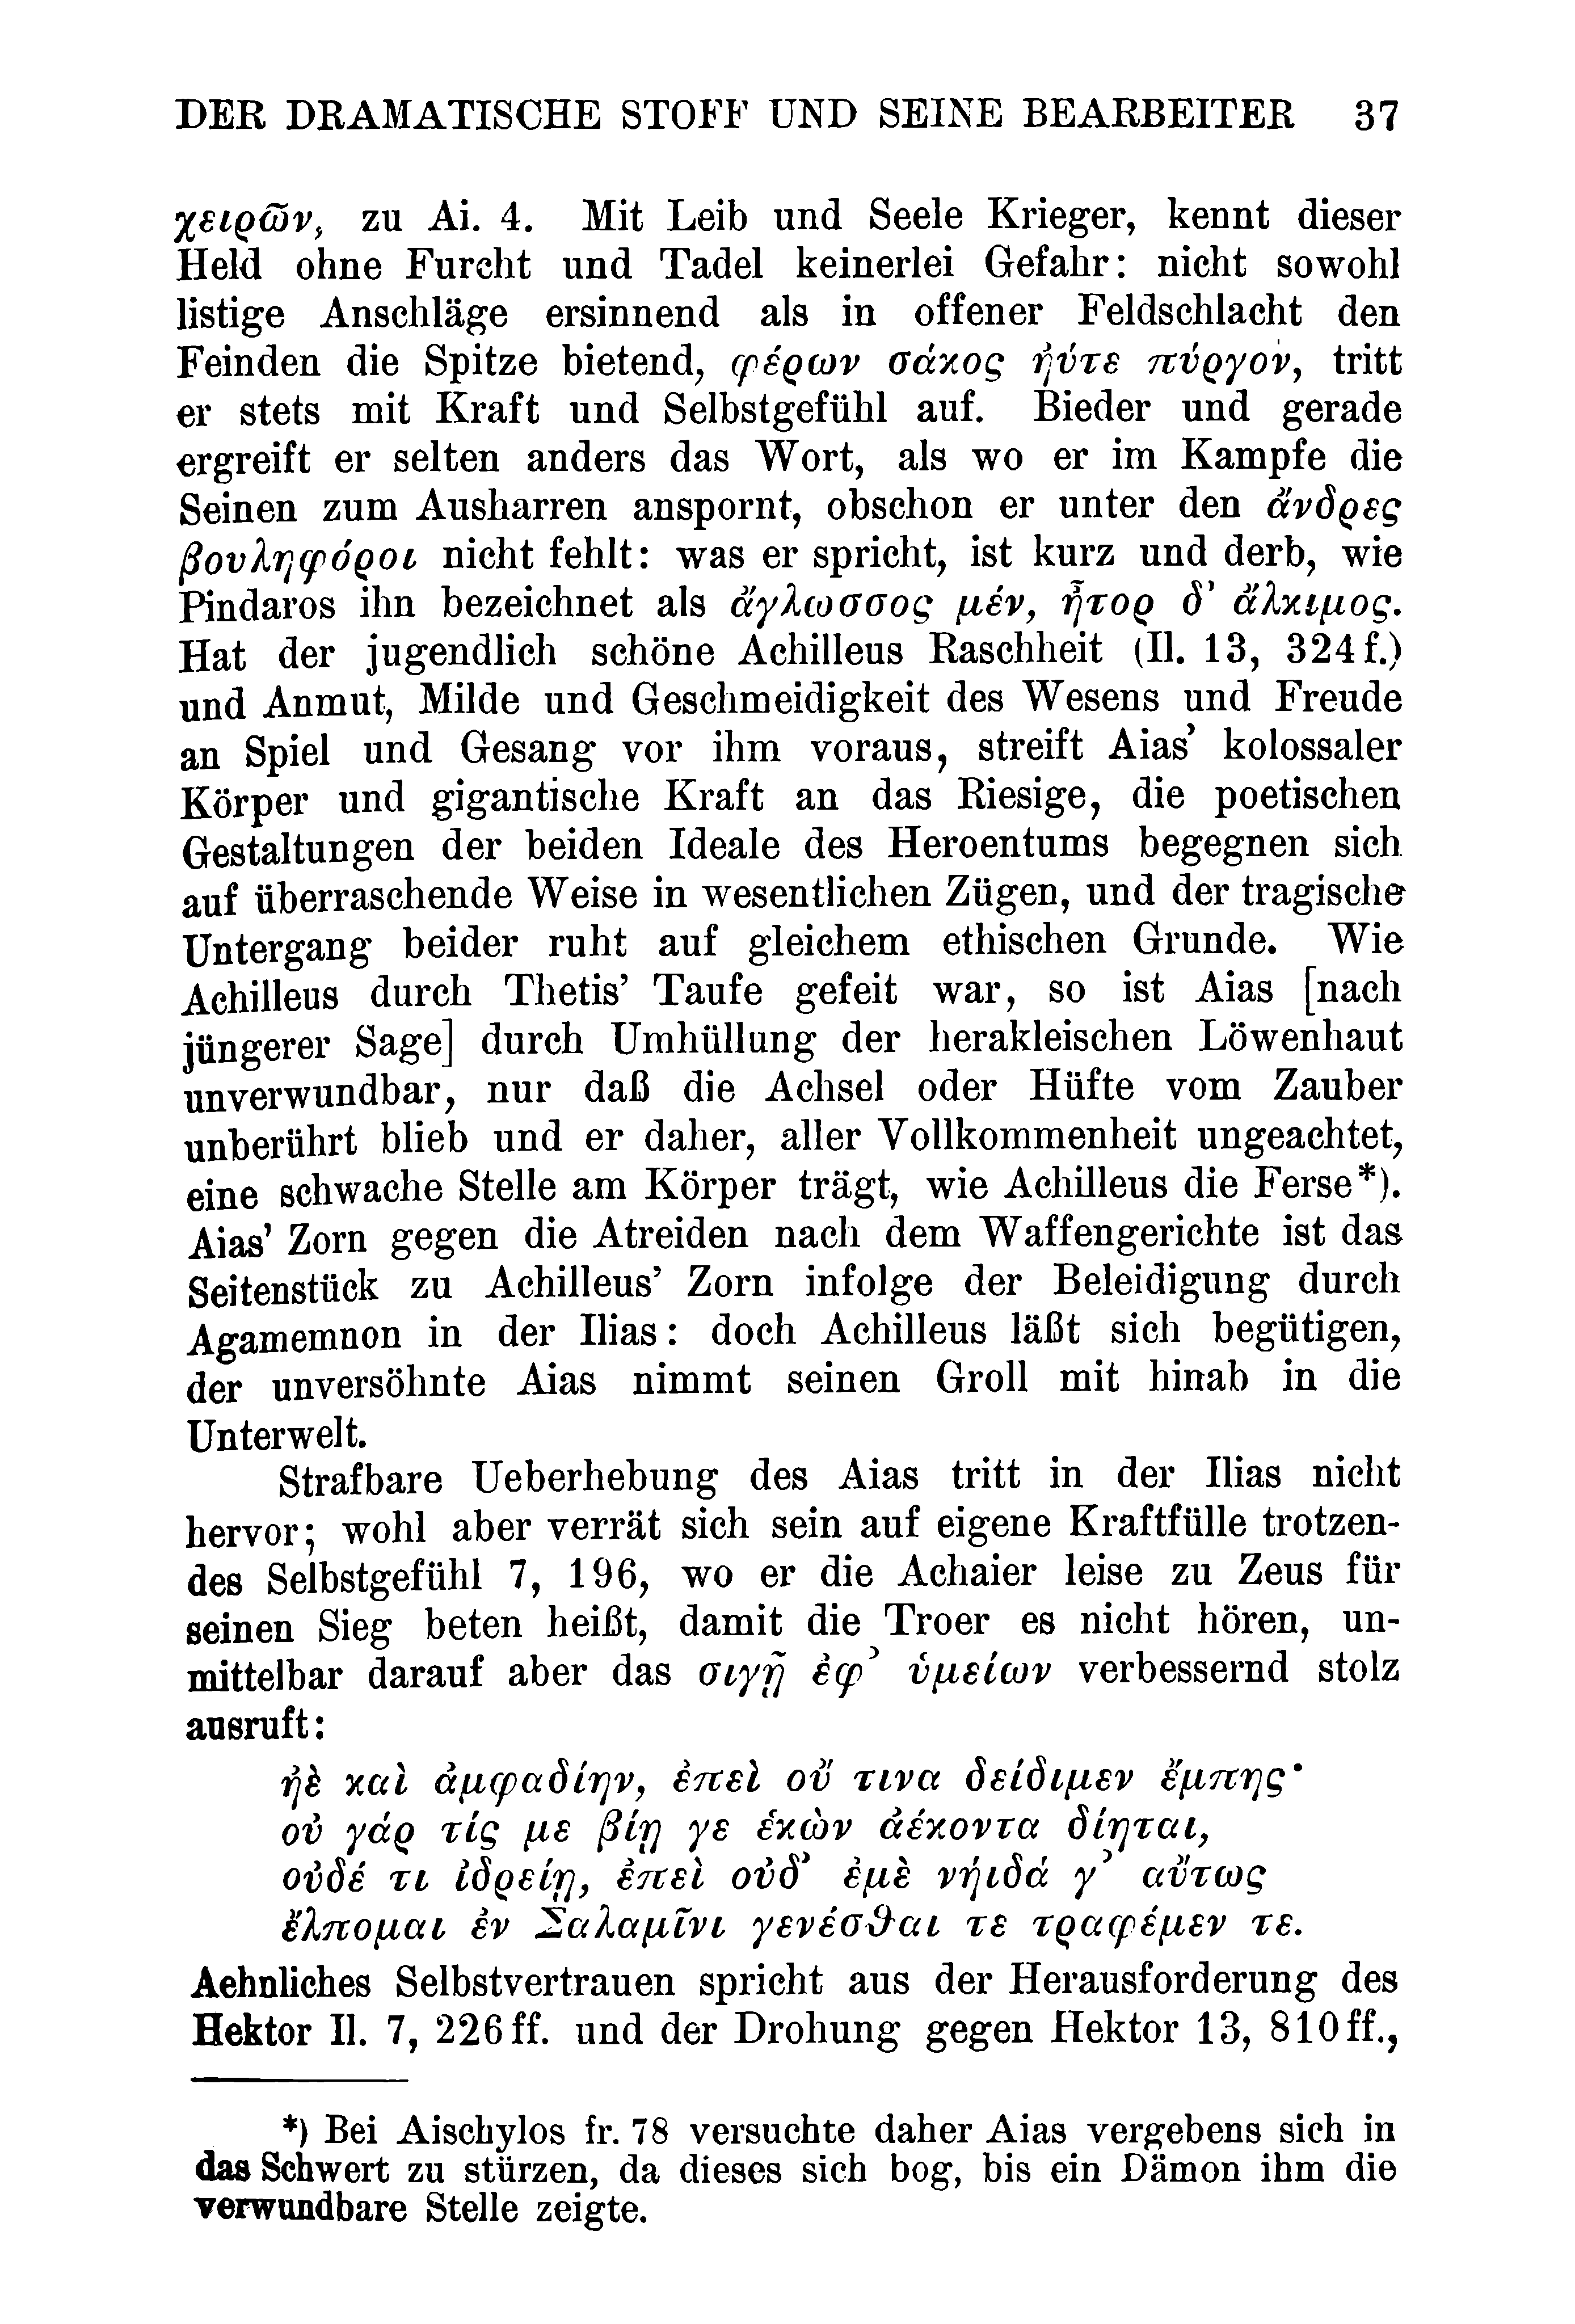 DER DRAMATISCHE STOFF UND SEINE BEARBEITER 37
χειρῶν, zu Ai. 4. Mit Leib und Seele Krieger, kennt dieser
Held ohne Furcht und Tadel keinerlei Gefahr: nicht sowohl
listige Anschläge ersinnend als in offener Feldschlacht den
Feinden die Spitze bietend, φέρων σάκος ἠύτε πύργον, tritt
er stets mit Kraft und Selbstgefühl auf. Bieder und gerade
ergreift er selten anders das Wort, als wo er im Kampfe die
Seinen zum Ausharren anspornt, obschon er unter den ἄνδρες
βουληφόροι nicht fehlt: was er spricht, ist kurz und derb, wie
Pindaros ihn bezeichnet als ἄγλωσσος μέν, ἦτορ δ' ἄλκιμος.
Hat der jugendlich schöne Achilleus Raschheit (Il. 13, 324 f.)
und Anmut, Milde und Geschmeidigkeit des Wesens und Freude
an Spiel und Gesang vor ihm voraus, streift Aias' kolossaler
Körper und gigantische Kraft an das Riesige, die poetischen
Gestaltungen der beiden Ideale des Heroentums begegnen sich
auf überraschende Weise in wesentlichen Zügen, und der tragische
Untergang beider ruht auf gleichem ethischen Grunde. Wie
Achilleus durch Thetis' Taufe gefeit war, so ist Aias [nach
jüngerer Sage] durch Umhüllung der herakleischen Löwenhaut
unverwundbar, nur daß die Achsel oder Hüfte vom Zauber
unberührt blieb und er daher, aller Vollkommenheit ungeachtet,
eine schwache Stelle am Körper trägt, wie Achilleus die Ferse*).
Aias' Zorn gegen die Atreiden nach dem Waffengerichte ist das
Seitenstück zu Achilleus' Zorn infolge der Beleidigung durch
Agamemnon in der Ilias: doch Achilleus läßt sich begütigen,
der unversöhnte Aias nimmt seinen Groll mit hinab in die
Unterwelt.
Strafbare Ueberhebung des Aias tritt in der Ilias nicht
hervor; wohl aber verrät sich sein auf eigene Kraftfülle trotzen-
des Selbstgefühl 7, 196, wo er die Achaier leise zu Zeus für
seinen Sieg beten heißt, damit die Troer es nicht hören, un-
mittelbar darauf aber das σιγῇ ἐφ' ὑμείων verbessernd stolz
ausruft:
ἠὲ καὶ ἀμφαδίην, ἐπεὶ οὔ τινα δείδιμεν ἔμπης·
οὐ γάρ τίς με βίῃ γε ἑκὼν ἀέκοντα δίηται,
οὐδέ τι ἰδρείῃ, ἐπεὶ οὐδ' ἐμὲ νήιδά γ' αὔτως
ἔλπομαι ἐν Σαλαμῖνι γενέσθαι τε τραφέμεν τε.
Aehnliches Selbstvertrauen spricht aus der Herausforderung des
Hektor Il. 7, 226 ff. und der Drohung gegen Hektor 13, 810 ff.,
*) Bei Aischylos fr. 78 versuchte daher Aias vergebens sich in
das Schwert zu stürzen, da dieses sich bog, bis ein Dämon ihm die
verwundbare Stelle zeigte.